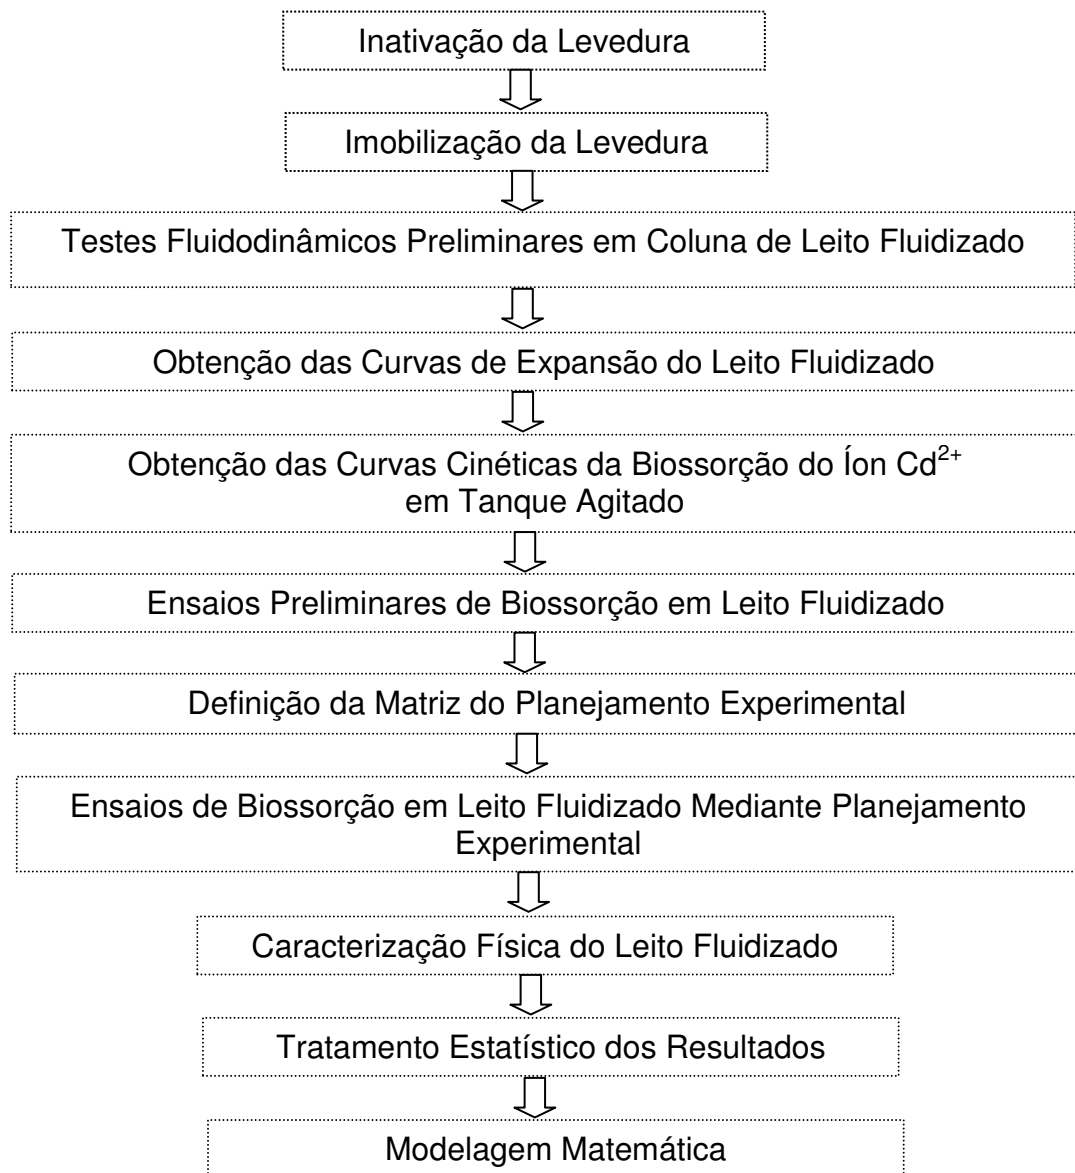 Inativação da Levedura
Imobilização da Levedura
Testes Fluidodinâmicos Preliminares em Coluna de Leito Fluidizado
Obtenção das Curvas de Expansão do Leito Fluidizado
Obtenção das Curvas Cinéticas da Biossorção do Íon Cd²⁺
em Tanque Agitado
Ensaios Preliminares de Biossorção em Leito Fluidizado
Definição da Matriz do Planejamento Experimental
Ensaios de Biossorção em Leito Fluidizado Mediante Planejamento
Experimental
Caracterização Física do Leito Fluidizado
Tratamento Estatístico dos Resultados
Modelagem Matemática